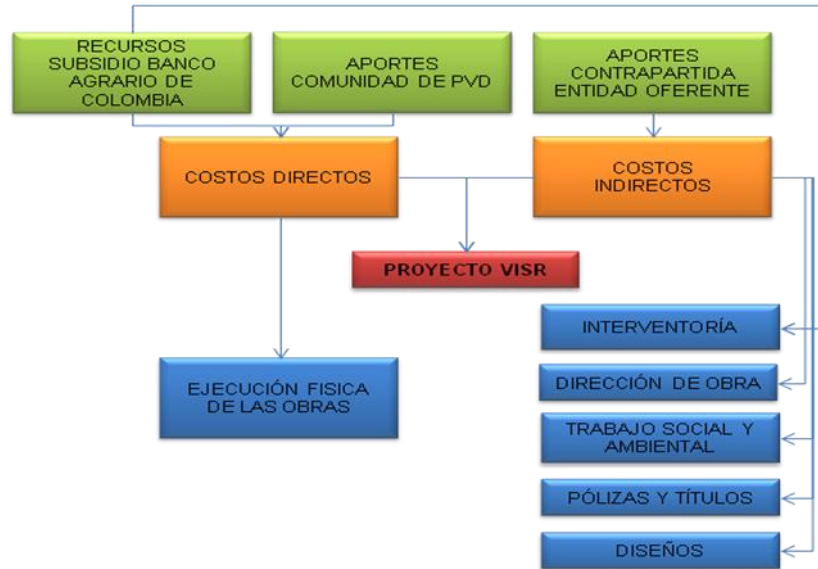 RECURSOS
SUBSIDIO BANCO
AGRARIO DE
COLOMBIA
APORTES
COMUNIDAD DE PVD
APORTES
CONTRAPARTIDA
ENTIDAD OFERENTE
COSTOS DIRECTOS
COSTOS
INDIRECTOS
PROYECTO VISR
EJECUCIÓN FISICA
DE LAS OBRAS
INTERVENTORÍA
DIRECCIÓN DE OBRA
TRABAJO SOCIAL Y
AMBIENTAL
PÓLIZAS Y TÍTULOS
DISEÑOS